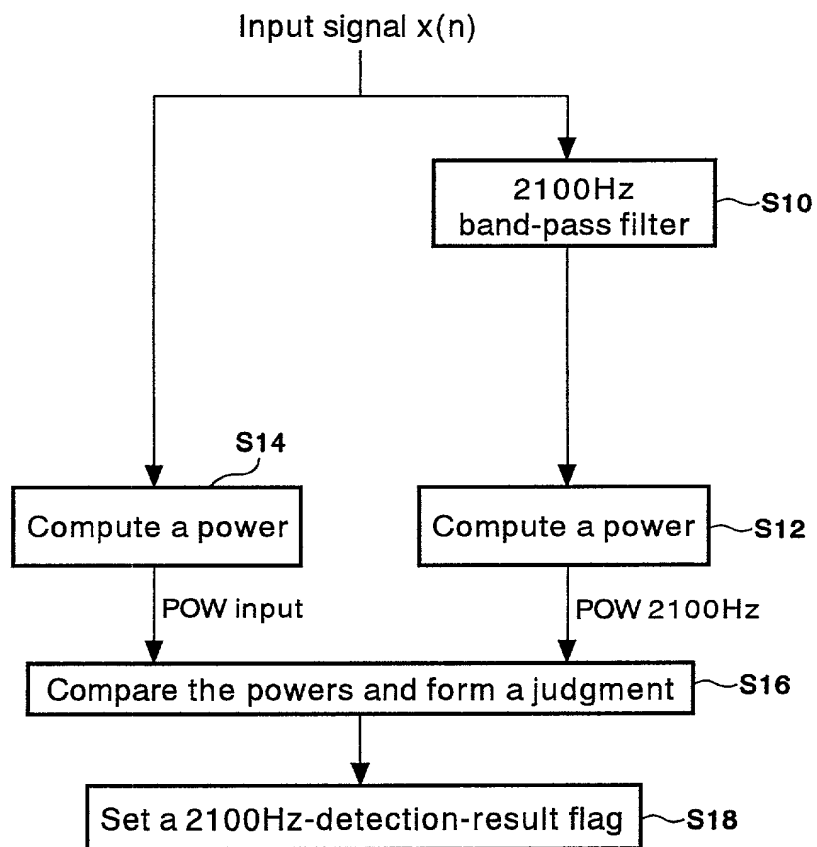 Input signal x(n)
2100Hz
band-pass filter
S10
S14
Compute a power
Compute a power
S12
POW input
POW 2100Hz
Compare the powers and form a judgment
S16
Set a 2100Hz-detection-result flag
S18